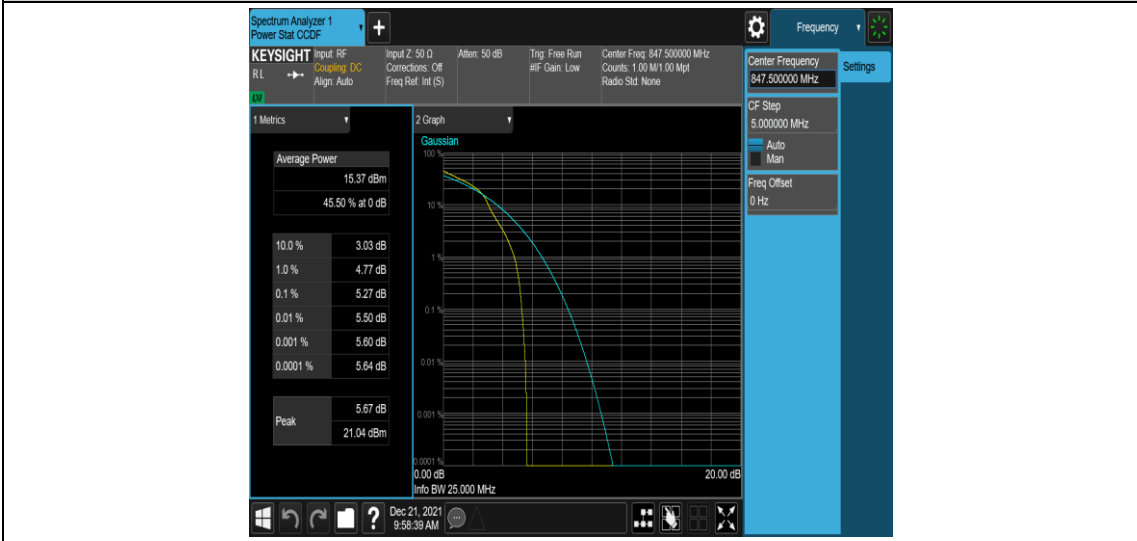 Spectrum Analyzer 1
Power Stat CCDF
+
Frequency
KEYSIGHT
Input: RF
Coupling: DC
Align: Auto
RL
LXI
Input Z: 50 Ω
Corrections: Off
Freq Ref: Int (S)
Atten: 50 dB
Trig: Free Run
#IF Gain: Low
Center Freq: 847.500000 MHz
Counts: 1.00 M/1.00 Mpt
Radio Std: None
Center Frequency
847.500000 MHz
Settings
CF Step
5.000000 MHz
Auto
Man
Freq Offset
0 Hz
1 Metrics
Average Power
15.37 dBm
45.50 % at 0 dB
10.0 % 3.03 dB
1.0 % 4.77 dB
0.1 % 5.27 dB
0.01 % 5.50 dB
0.001 % 5.60 dB
0.0001 % 5.64 dB
Peak
5.67 dB
21.04 dBm
2 Graph
Gaussian
100 %
10 %
1 %
0.1 %
0.01 %
0.001 %
0.0001 %
0.00 dB 20.00 dB
Info BW 25.000 MHz
?
Dec 21, 2021
9:58:39 AM